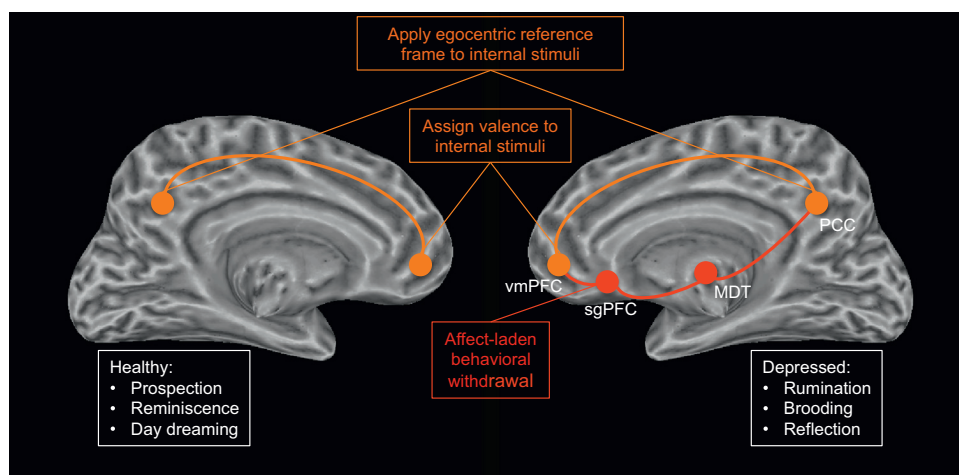 Apply egocentric reference
frame to internal stimuli
Assign valence to
internal stimuli
PCC
vmPFC
MDT
sgPFC
Affect-laden
behavioral
withdrawal
Healthy:
• Prospection
• Reminiscence
• Day dreaming
Depressed:
• Rumination
• Brooding
• Reflection